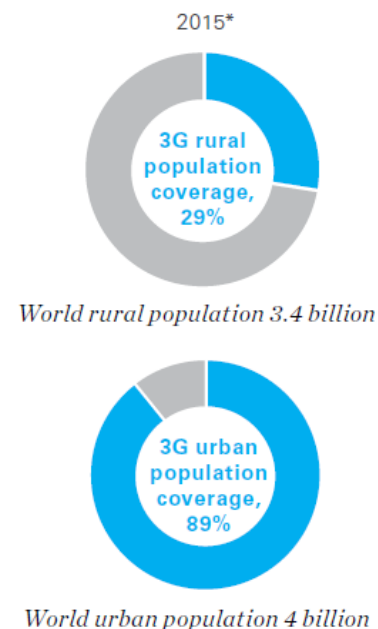 2015*
3G rural
population
coverage,
29%
World rural population 3.4 billion
3G urban
population
coverage,
89%
World urban population 4 billion